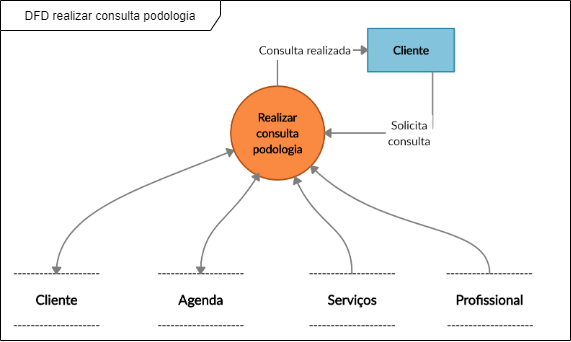 DFD realizar consulta podologia
Consulta realizada
Cliente
Realizar
consulta
podologia
Solicita
consulta
Cliente
Agenda
Serviços
Profissional